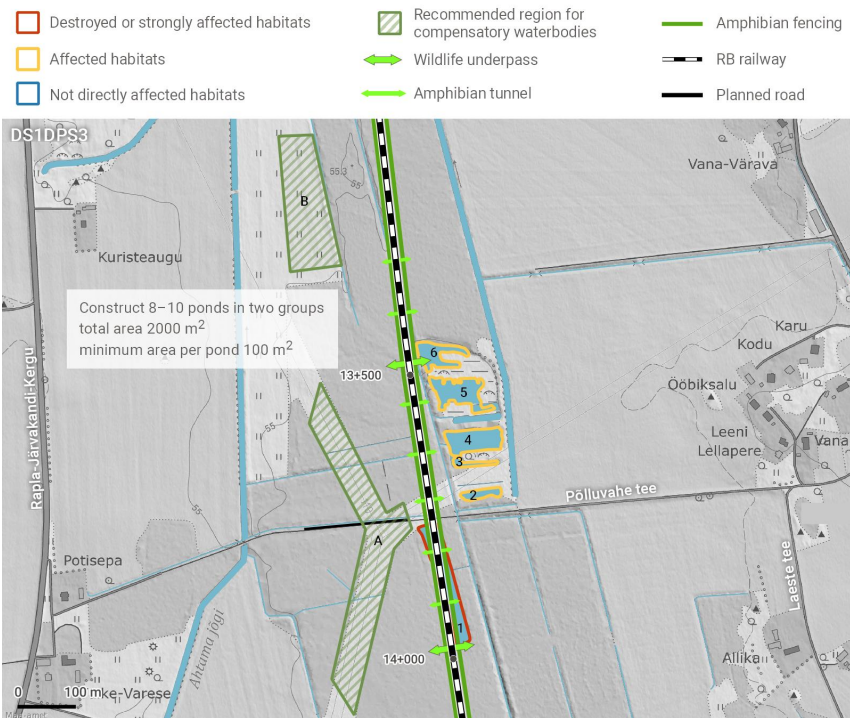 Destroyed or strongly affected habitats
Affected habitats
Not directly affected habitats
Recommended region for
compensatory waterbodies
Wildlife underpass
Amphibian tunnel
Amphibian fencing
RB railway
Planned road
DS1DPS3
Vana-Värava
55.3
55
B
Kuristeaugu
Construct 8–10 ponds in two groups
total area 2000 m²
minimum area per pond 100 m²
13+500
6
5
4
3
2
Karu
Kodu
Ööbiksalu
Leeni
Lellapere
Vana
Rapla-Järvakandi-Kergu
55
55
Põlluvahe tee
A
Potisepa
Ahtama jõgi
1
Laeste tee
14+000
Allika
0 100 m
ke-Varese